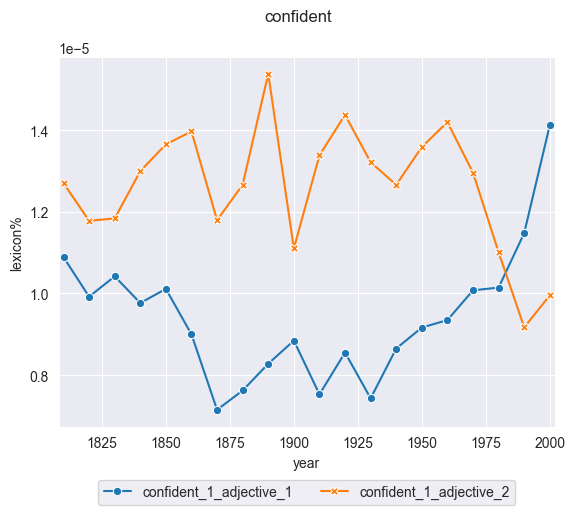 confident
1e−5
1.4
1.2
1.0
0.8
lexicon%
1825 1850 1875 1900 1925 1950 1975 2000
year
confident_1_adjective_1 confident_1_adjective_2